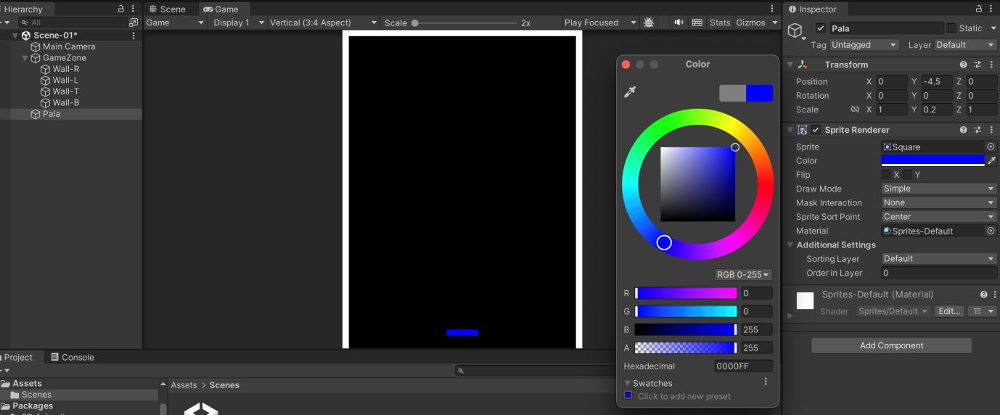 Hierarchy
All
Scene-01*
Main Camera
GameZone
Wall-R
Wall-L
Wall-T
Wall-B
Pala
Scene
Game
Game
Display 1
Vertical (3:4 Aspect)
Scale
2x
Play Focused
Stats
Gizmos
Color
RGB 0-255
R
0
G
0
B
255
A
255
Hexadecimal
0000FF
Swatches
Click to add new preset
Inspector
Pala
Static
Tag
Untagged
Layer
Default
Transform
Position
X
0
Y
-4.5
Z
0
Rotation
X
0
Y
0
Z
0
Scale
X
1
Y
0.2
Z
1
Sprite Renderer
Sprite
Square
Color
Flip
X
Y
Draw Mode
Simple
Mask Interaction
None
Sprite Sort Point
Center
Material
Sprites-Default
Additional Settings
Sorting Layer
Default
Order in Layer
0
Sprites-Default (Material)
Shader
Sprites/Default
Edit...
Add Component
Project
Console
Assets
Scenes
Packages
Assets > Scenes